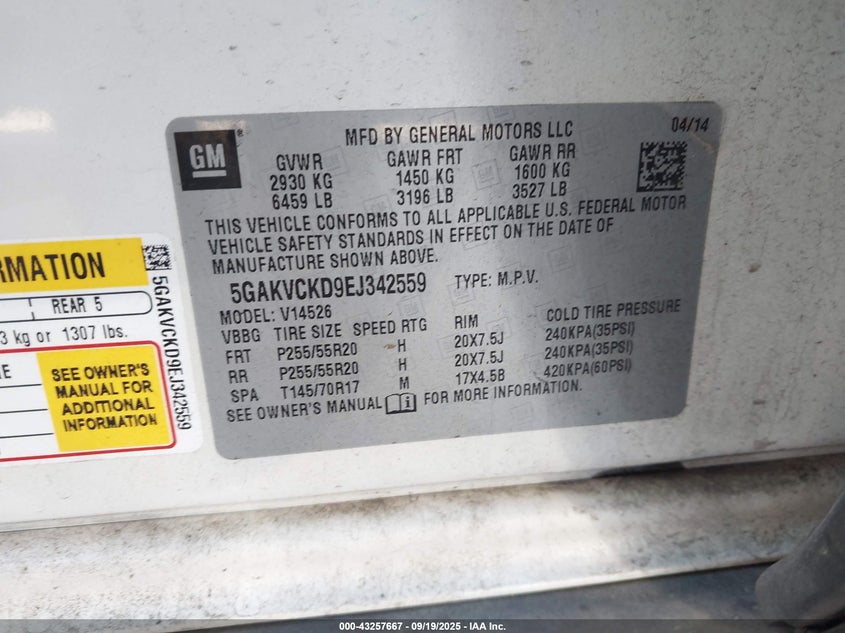 04/14
GM
MFD BY GENERAL MOTORS LLC
GVWR GAWR FRT GAWR RR
2930 KG 1450 KG 1600 KG
6459 LB 3196 LB 3527 LB
THIS VEHICLE CONFORMS TO ALL APPLICABLE U.S. FEDERAL MOTOR
VEHICLE SAFETY STANDARDS IN EFFECT ON THE DATE OF
MANUFACTURE SHOWN ABOVE.
5GAKVCKD9EJ342559 TYPE: M.P.V.
MODEL: V14526
VBBG TIRE SIZE SPEED RTG RIM COLD TIRE PRESSURE
FRT P255/55R20 H 20X7.5J 240KPA(35PSI)
RR P255/55R20 H 20X7.5J 240KPA(35PSI)
SPA T145/70R17 M 17X4.5B 420KPA(60PSI)
SEE OWNER'S MANUAL FOR MORE INFORMATION.
RMATION
REAR 5
3 kg or 1307 lbs.
SEE OWNER'S
MANUAL FOR
ADDITIONAL
INFORMATION
5GAKVCKD9EJ342559
000-43257667 - 09/19/2025 - IAA Inc.